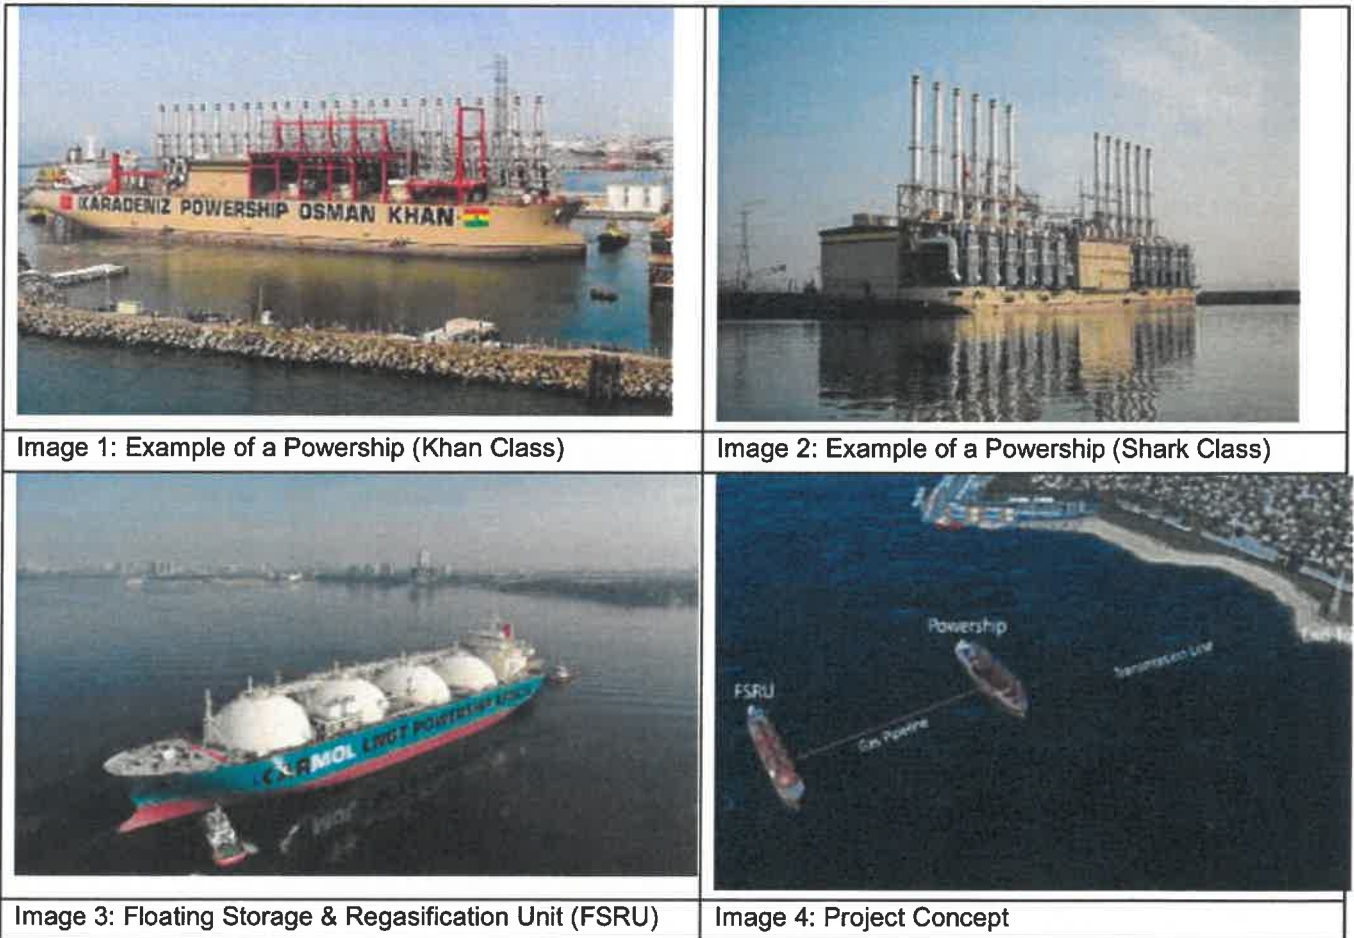 KARADENIZ POWERSHIP OSMAN KHAN
Image 1: Example of a Powership (Khan Class)
Image 2: Example of a Powership (Shark Class)
KARMOL LNGT POWERSHIP
Image 3: Floating Storage & Regasification Unit (FSRU)
Powership
Transmission Line
FSRU
Gas Pipeline
Image 4: Project Concept